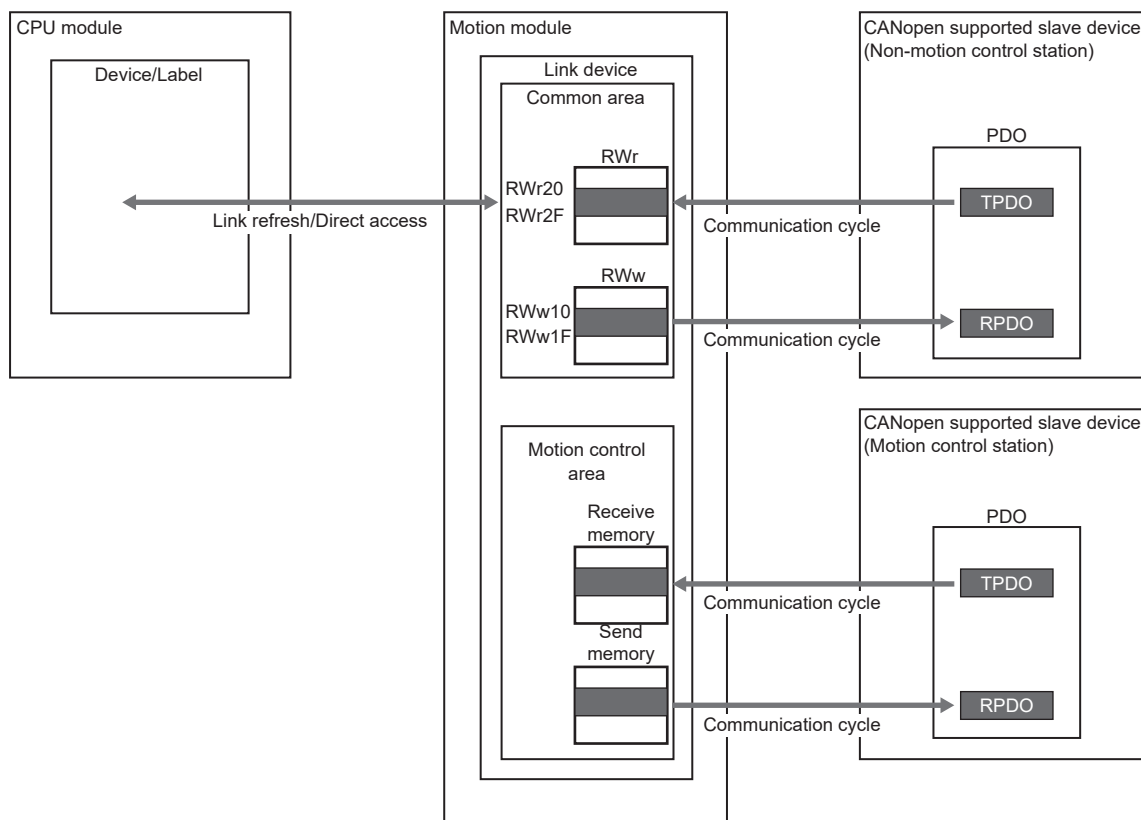 CPU module
Device/Label
Link refresh/Direct access
Motion module
Link device
Common area
RWr
RWr20
RWr2F
RWw
RWw10
RWw1F
Motion control
area
Receive
memory
Send
memory
Communication cycle
Communication cycle
Communication cycle
Communication cycle
CANopen supported slave device
(Non-motion control station)
PDO
TPDO
RPDO
CANopen supported slave device
(Motion control station)
PDO
TPDO
RPDO